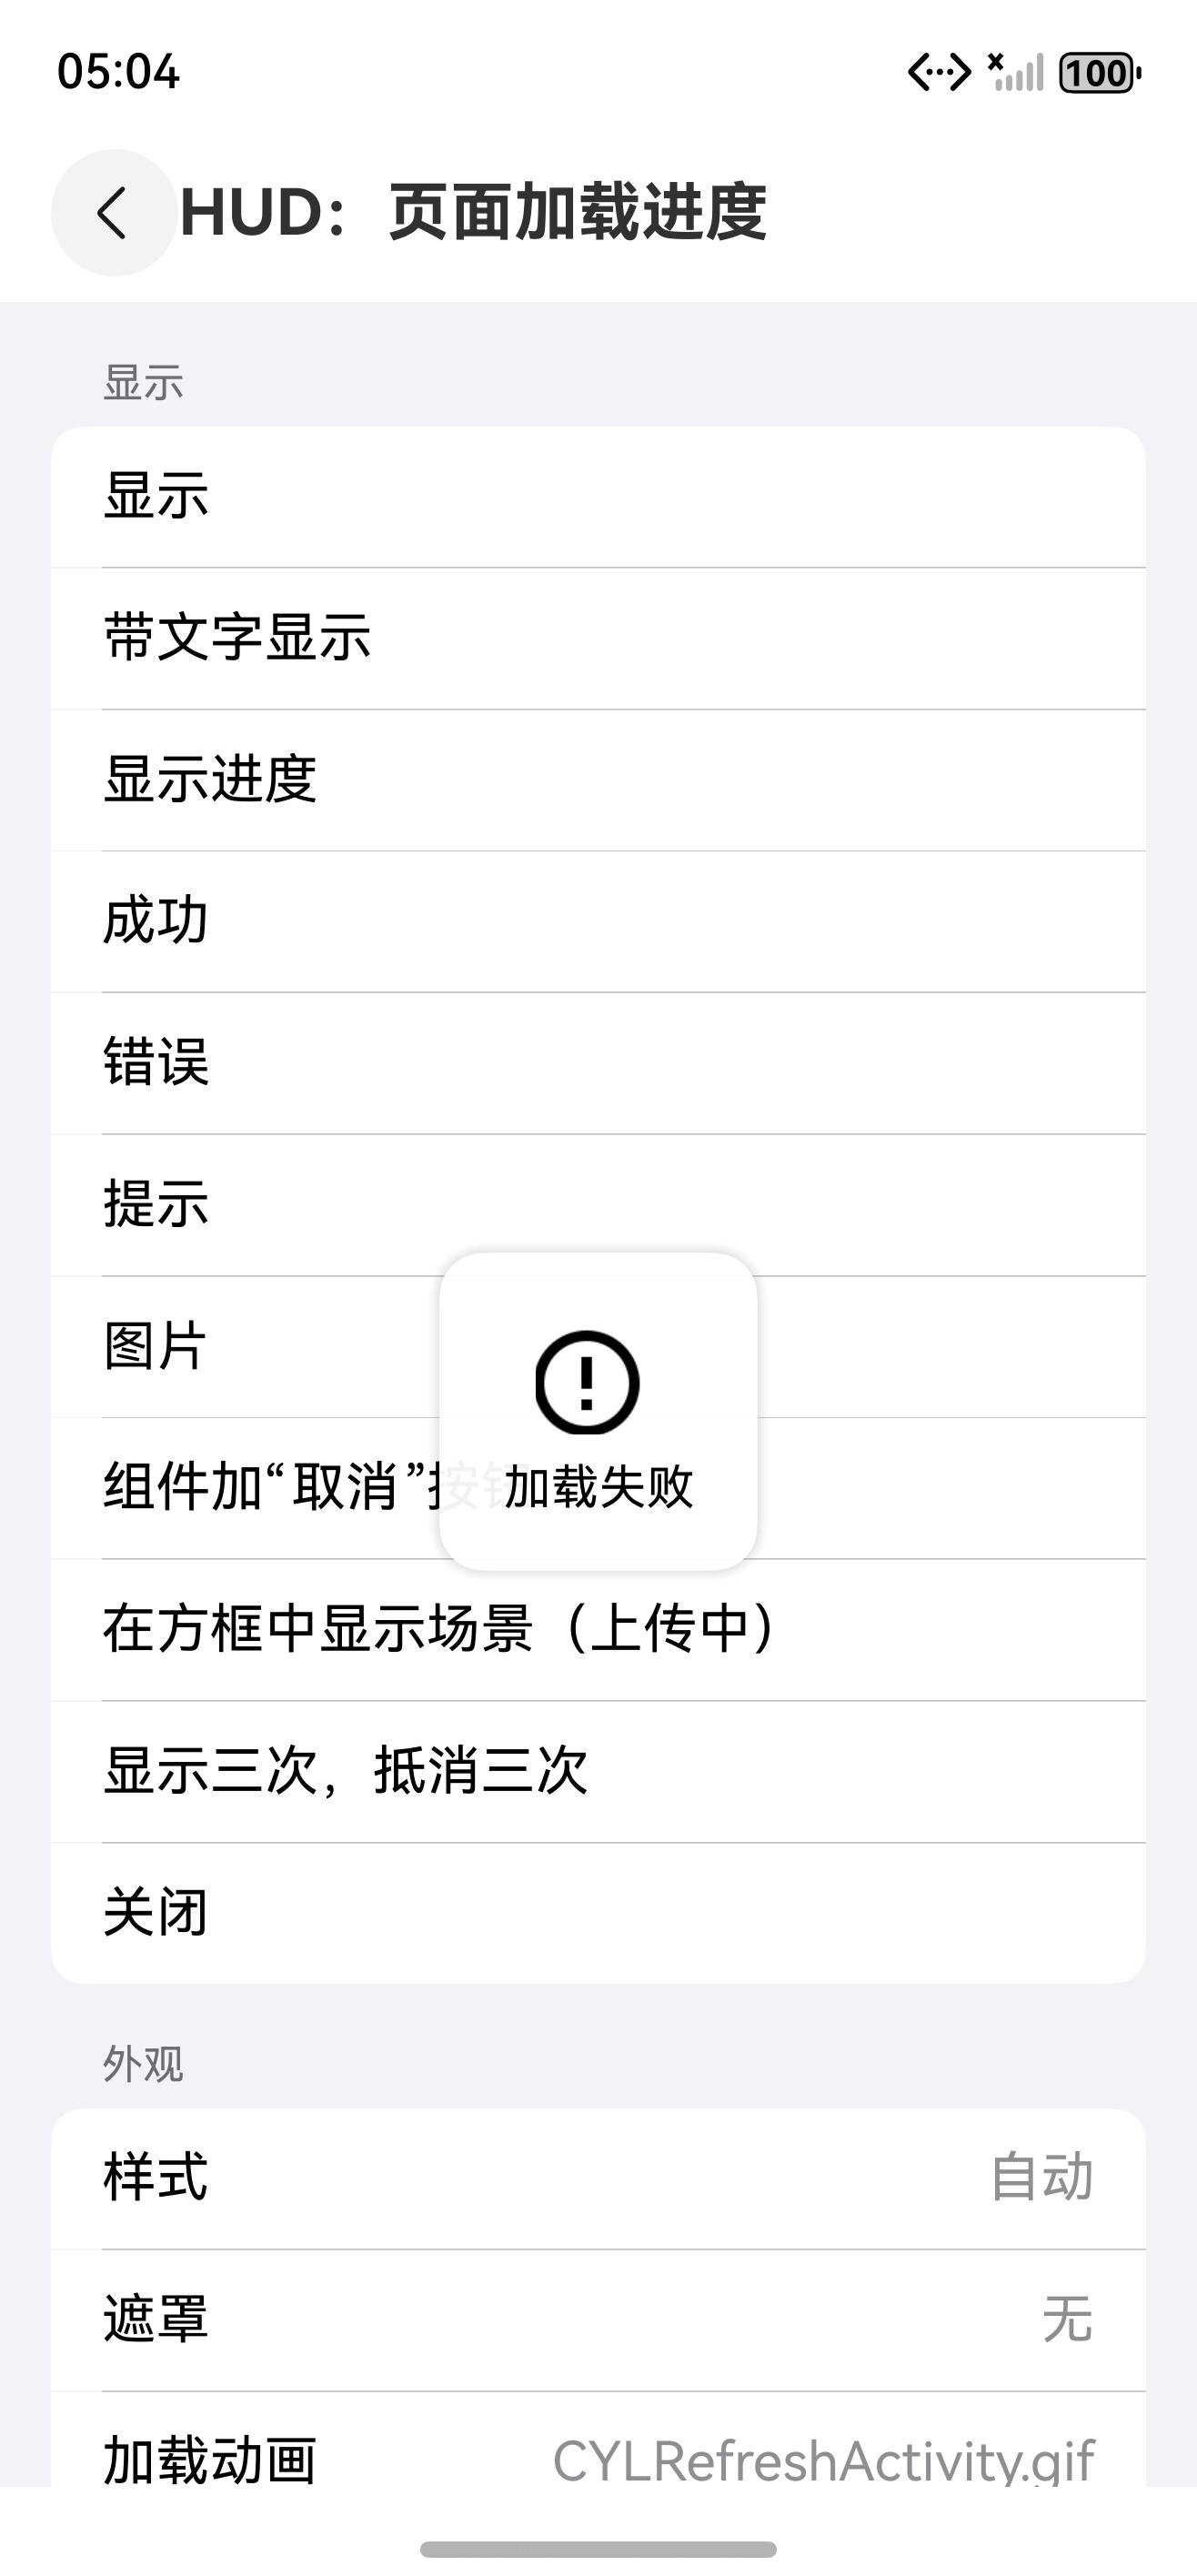 05:04
100
HUD：页面加载进度
显示
显示
带文字显示
显示进度
成功
错误
提示
图片
组件加“取消”按钮
加载失败
在方框中显示场景（上传中）
显示三次，抵消三次
关闭
外观
样式 自动
遮罩 无
加载动画 CYLRefreshActivity.gif